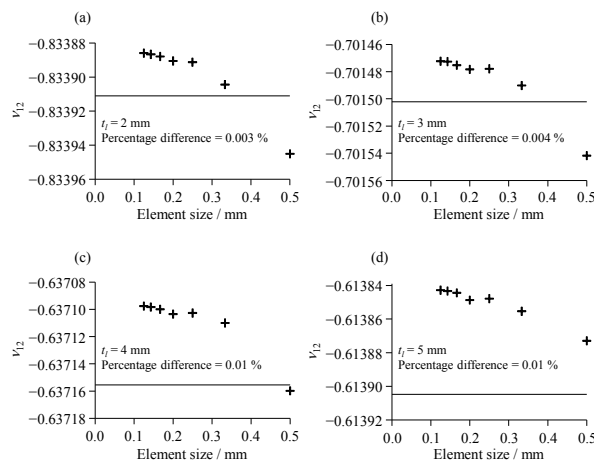 (a)
−0.83388
−0.83390
−0.83392
−0.83394
−0.83396
ν12
tl = 2 mm
Percentage difference = 0.003 %
0.0 0.1 0.2 0.3 0.4 0.5
Element size / mm
(b)
−0.70146
−0.70148
−0.70150
−0.70152
−0.70154
−0.70156
ν12
tl = 3 mm
Percentage difference = 0.004 %
0.0 0.1 0.2 0.3 0.4 0.5
Element size / mm
(c)
−0.63708
−0.63710
−0.63712
−0.63714
−0.63716
−0.63718
ν12
tl = 4 mm
Percentage difference = 0.01 %
0.0 0.1 0.2 0.3 0.4 0.5
Element size / mm
(d)
−0.61384
−0.61386
−0.61388
−0.61390
−0.61392
ν12
tl = 5 mm
Percentage difference = 0.01 %
0.0 0.1 0.2 0.3 0.4 0.5
Element size / mm